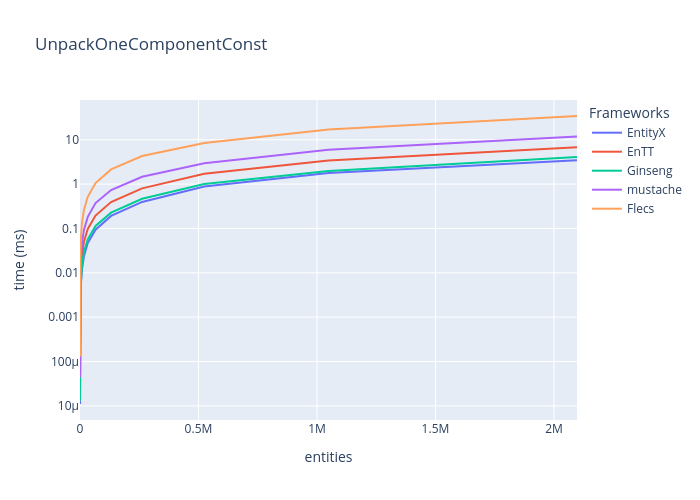 UnpackOneComponentConst
Frameworks
EntityX
EnTT
Ginseng
mustache
Flecs
10
1
0.1
0.01
0.001
100μ
10μ
time (ms)
0
0.5M
1M
1.5M
2M
entities